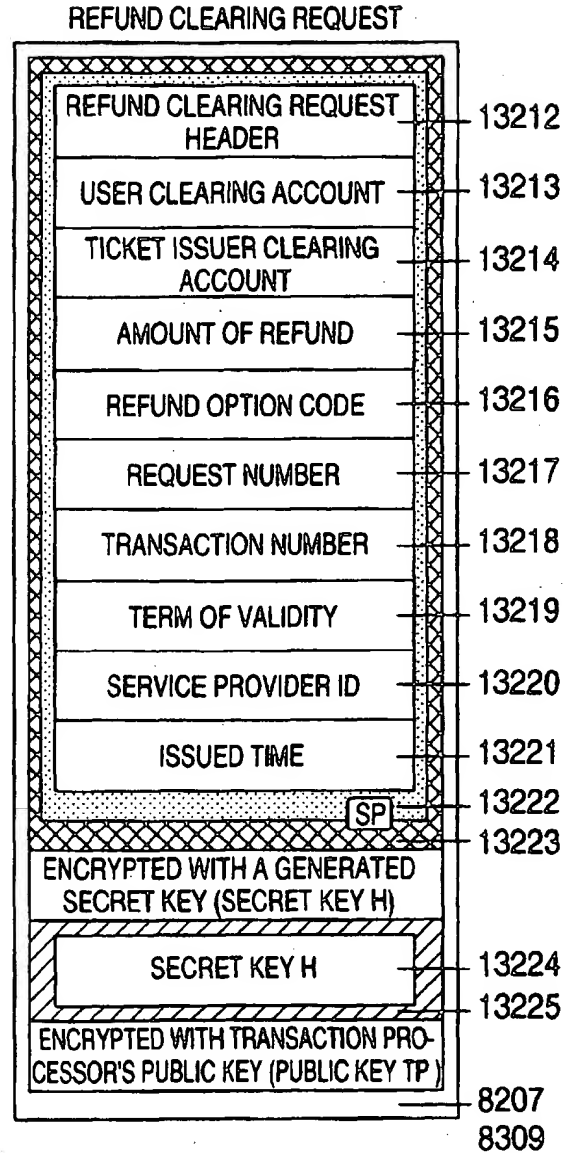 REFUND CLEARING REQUEST
REFUND CLEARING REQUEST
HEADER
13212
USER CLEARING ACCOUNT
13213
TICKET ISSUER CLEARING
ACCOUNT
13214
AMOUNT OF REFUND
13215
REFUND OPTION CODE
13216
REQUEST NUMBER
13217
TRANSACTION NUMBER
13218
TERM OF VALIDITY
13219
SERVICE PROVIDER ID
13220
ISSUED TIME
13221
SP
13222
13223
ENCRYPTED WITH A GENERATED
SECRET KEY (SECRET KEY H)
SECRET KEY H
13224
13225
ENCRYPTED WITH TRANSACTION PRO-
CESSOR'S PUBLIC KEY (PUBLIC KEY TP )
8207
8309